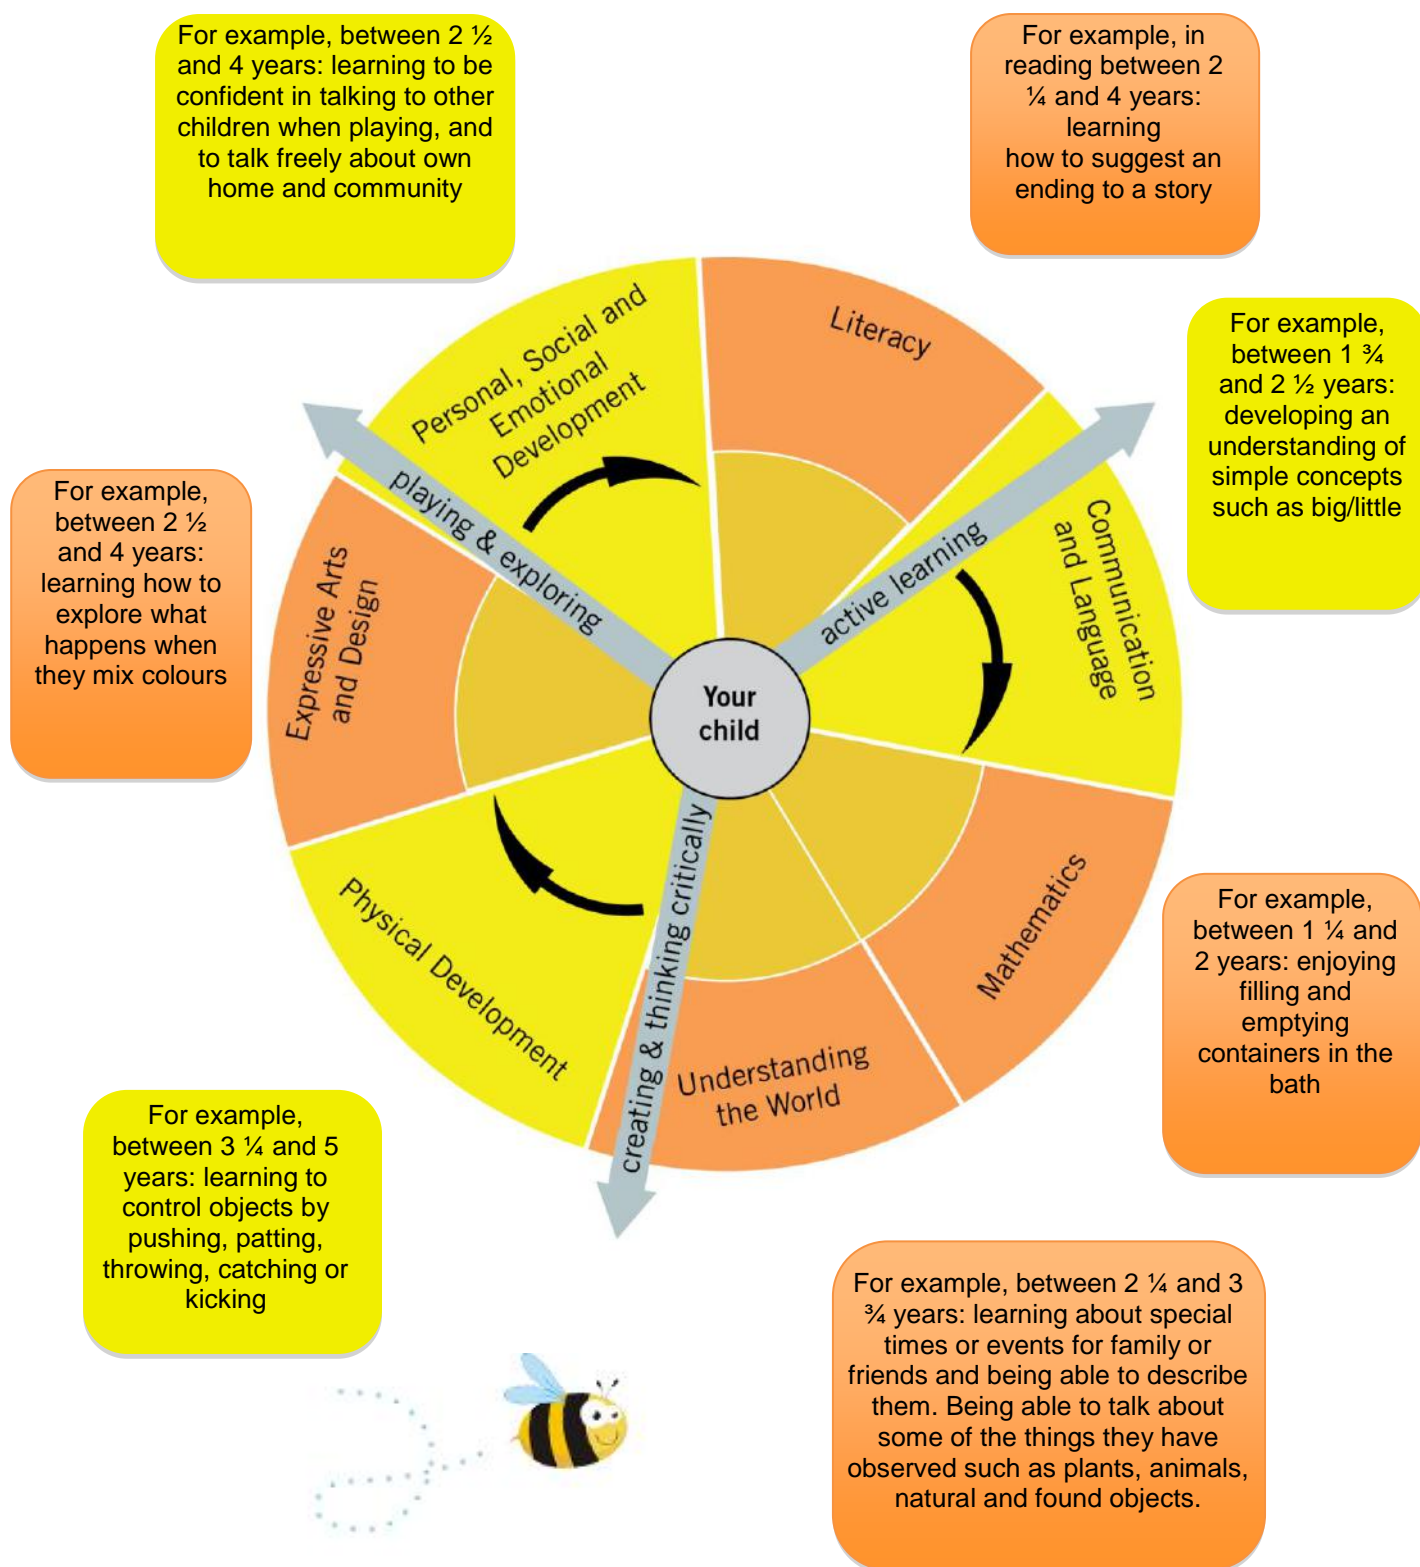 For example, between 2 ½
and 4 years: learning to be
confident in talking to other
children when playing, and
to talk freely about own
home and community
For example, in
reading between 2
¼ and 4 years:
learning
how to suggest an
ending to a story
For example,
between 1 ¾
and 2 ½ years:
developing an
understanding of
simple concepts
such as big/little
For example,
between 2 ½
and 4 years:
learning how to
explore what
happens when
they mix colours
Personal, Social and
Emotional
Development
Literacy
Communication
and Language
Expressive Arts
and Design
playing & exploring
active learning
Your
child
creating & thinking critically
Physical Development
Mathematics
Understanding
the World
For example,
between 1 ¼ and
2 years: enjoying
filling and
emptying
containers in the
bath
For example,
between 3 ¼ and 5
years: learning to
control objects by
pushing, patting,
throwing, catching or
kicking
For example, between 2 ¼ and 3
¾ years: learning about special
times or events for family or
friends and being able to describe
them. Being able to talk about
some of the things they have
observed such as plants, animals,
natural and found objects.